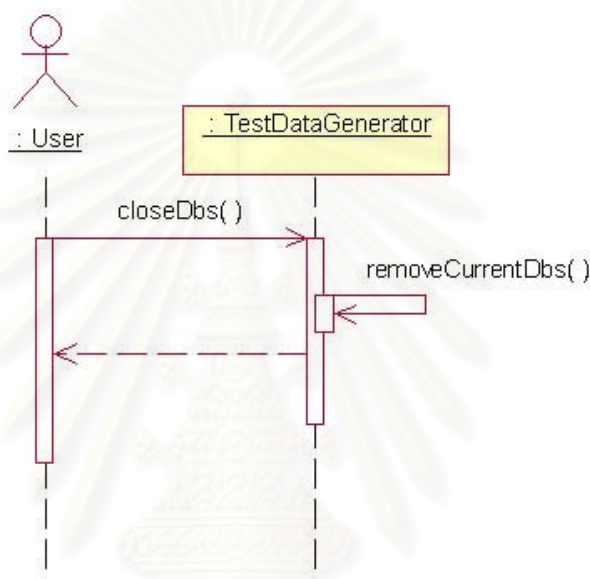 : User
: TestDataGenerator
closeDbs( )
removeCurrentDbs( )